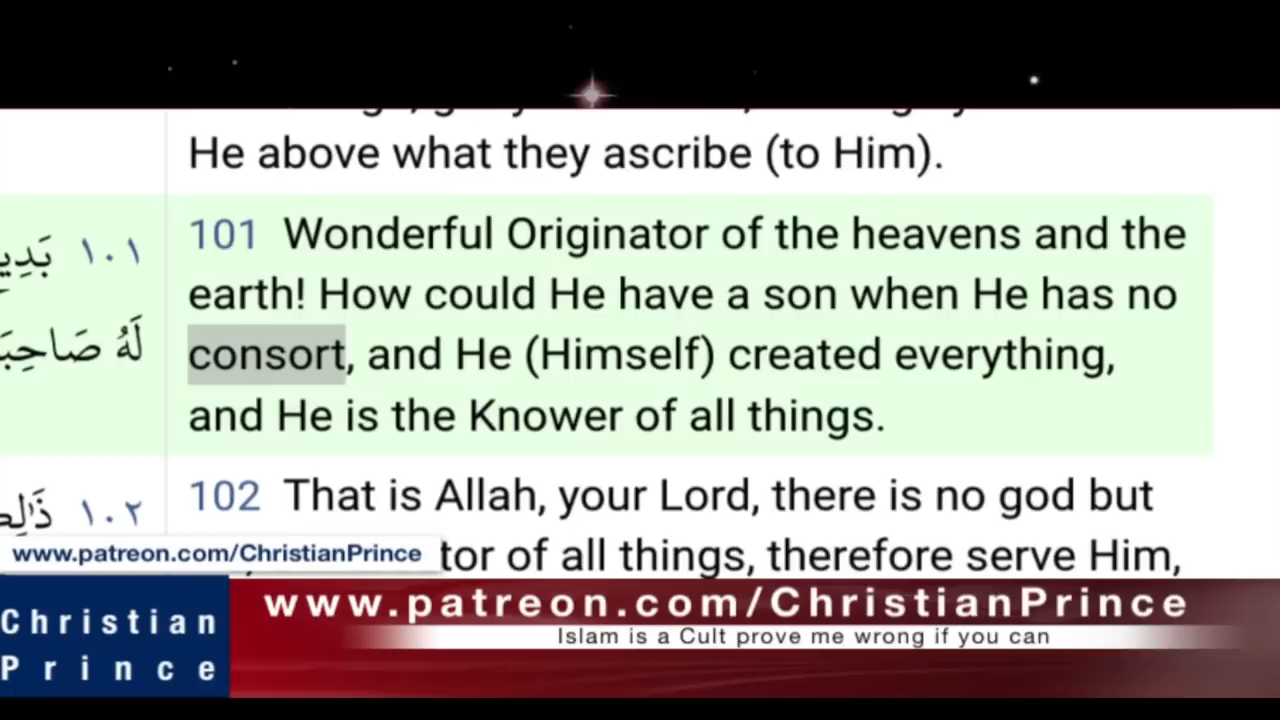 He above what they ascribe (to Him).
١٠١
101 Wonderful Originator of the heavens and the
earth! How could He have a son when He has no
لَهُ
consort, and He (Himself) created everything,
and He is the Knower of all things.
١٠٢
102 That is Allah, your Lord, there is no god but
www.patreon.com/ChristianPrince
of all things, therefore serve Him,
www.patreon.com/ChristianPrince
Islam is a Cult prove me wrong if you can
Christian
Prince